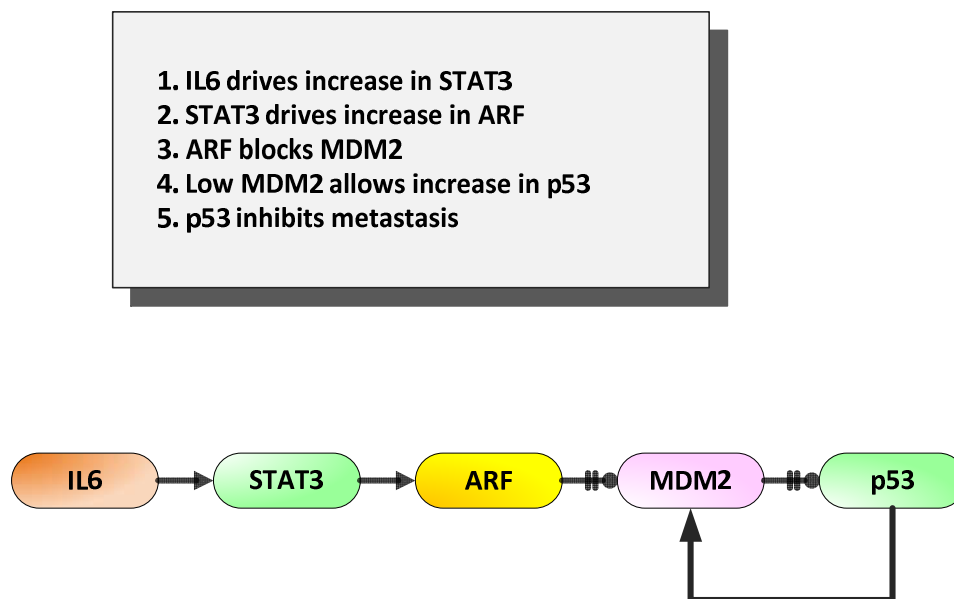 1. IL6 drives increase in STAT3
2. STAT3 drives increase in ARF
3. ARF blocks MDM2
4. Low MDM2 allows increase in p53
5. p53 inhibits metastasis
IL6 STAT3 ARF MDM2 p53